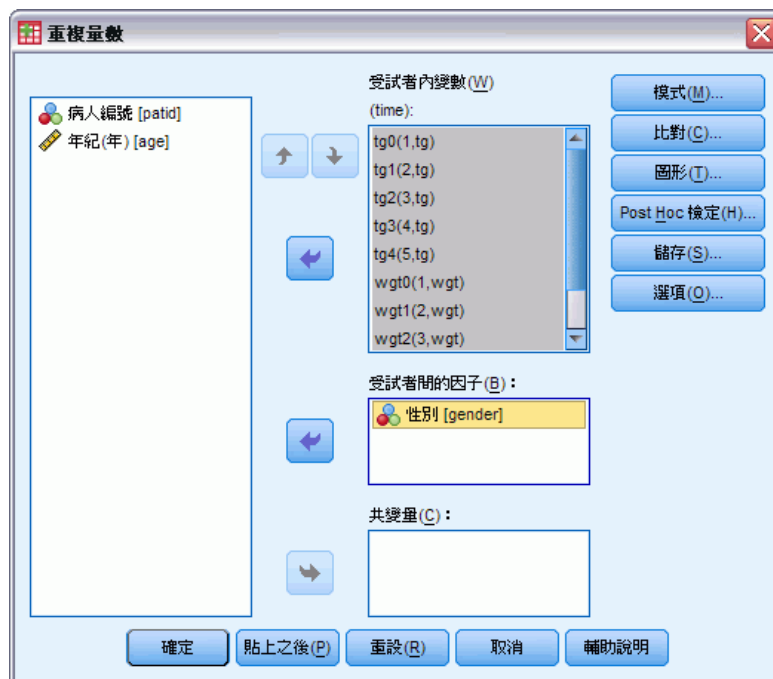 重複量數
病人編號 [patid]
年紀(年) [age]
受試者內變數(W)
(time):
tg0(1,tg)
tg1(2,tg)
tg2(3,tg)
tg3(4,tg)
tg4(5,tg)
wgt0(1,wgt)
wgt1(2,wgt)
wgt2(3,wgt)
受試者間的因子(B)：
性別 [gender]
共變量(C)：
模式(M)...
比對(C)...
圖形(T)...
Post Hoc 檢定(H)...
儲存(S)...
選項(O)...
確定
貼上之後(P)
重設(R)
取消
輔助說明